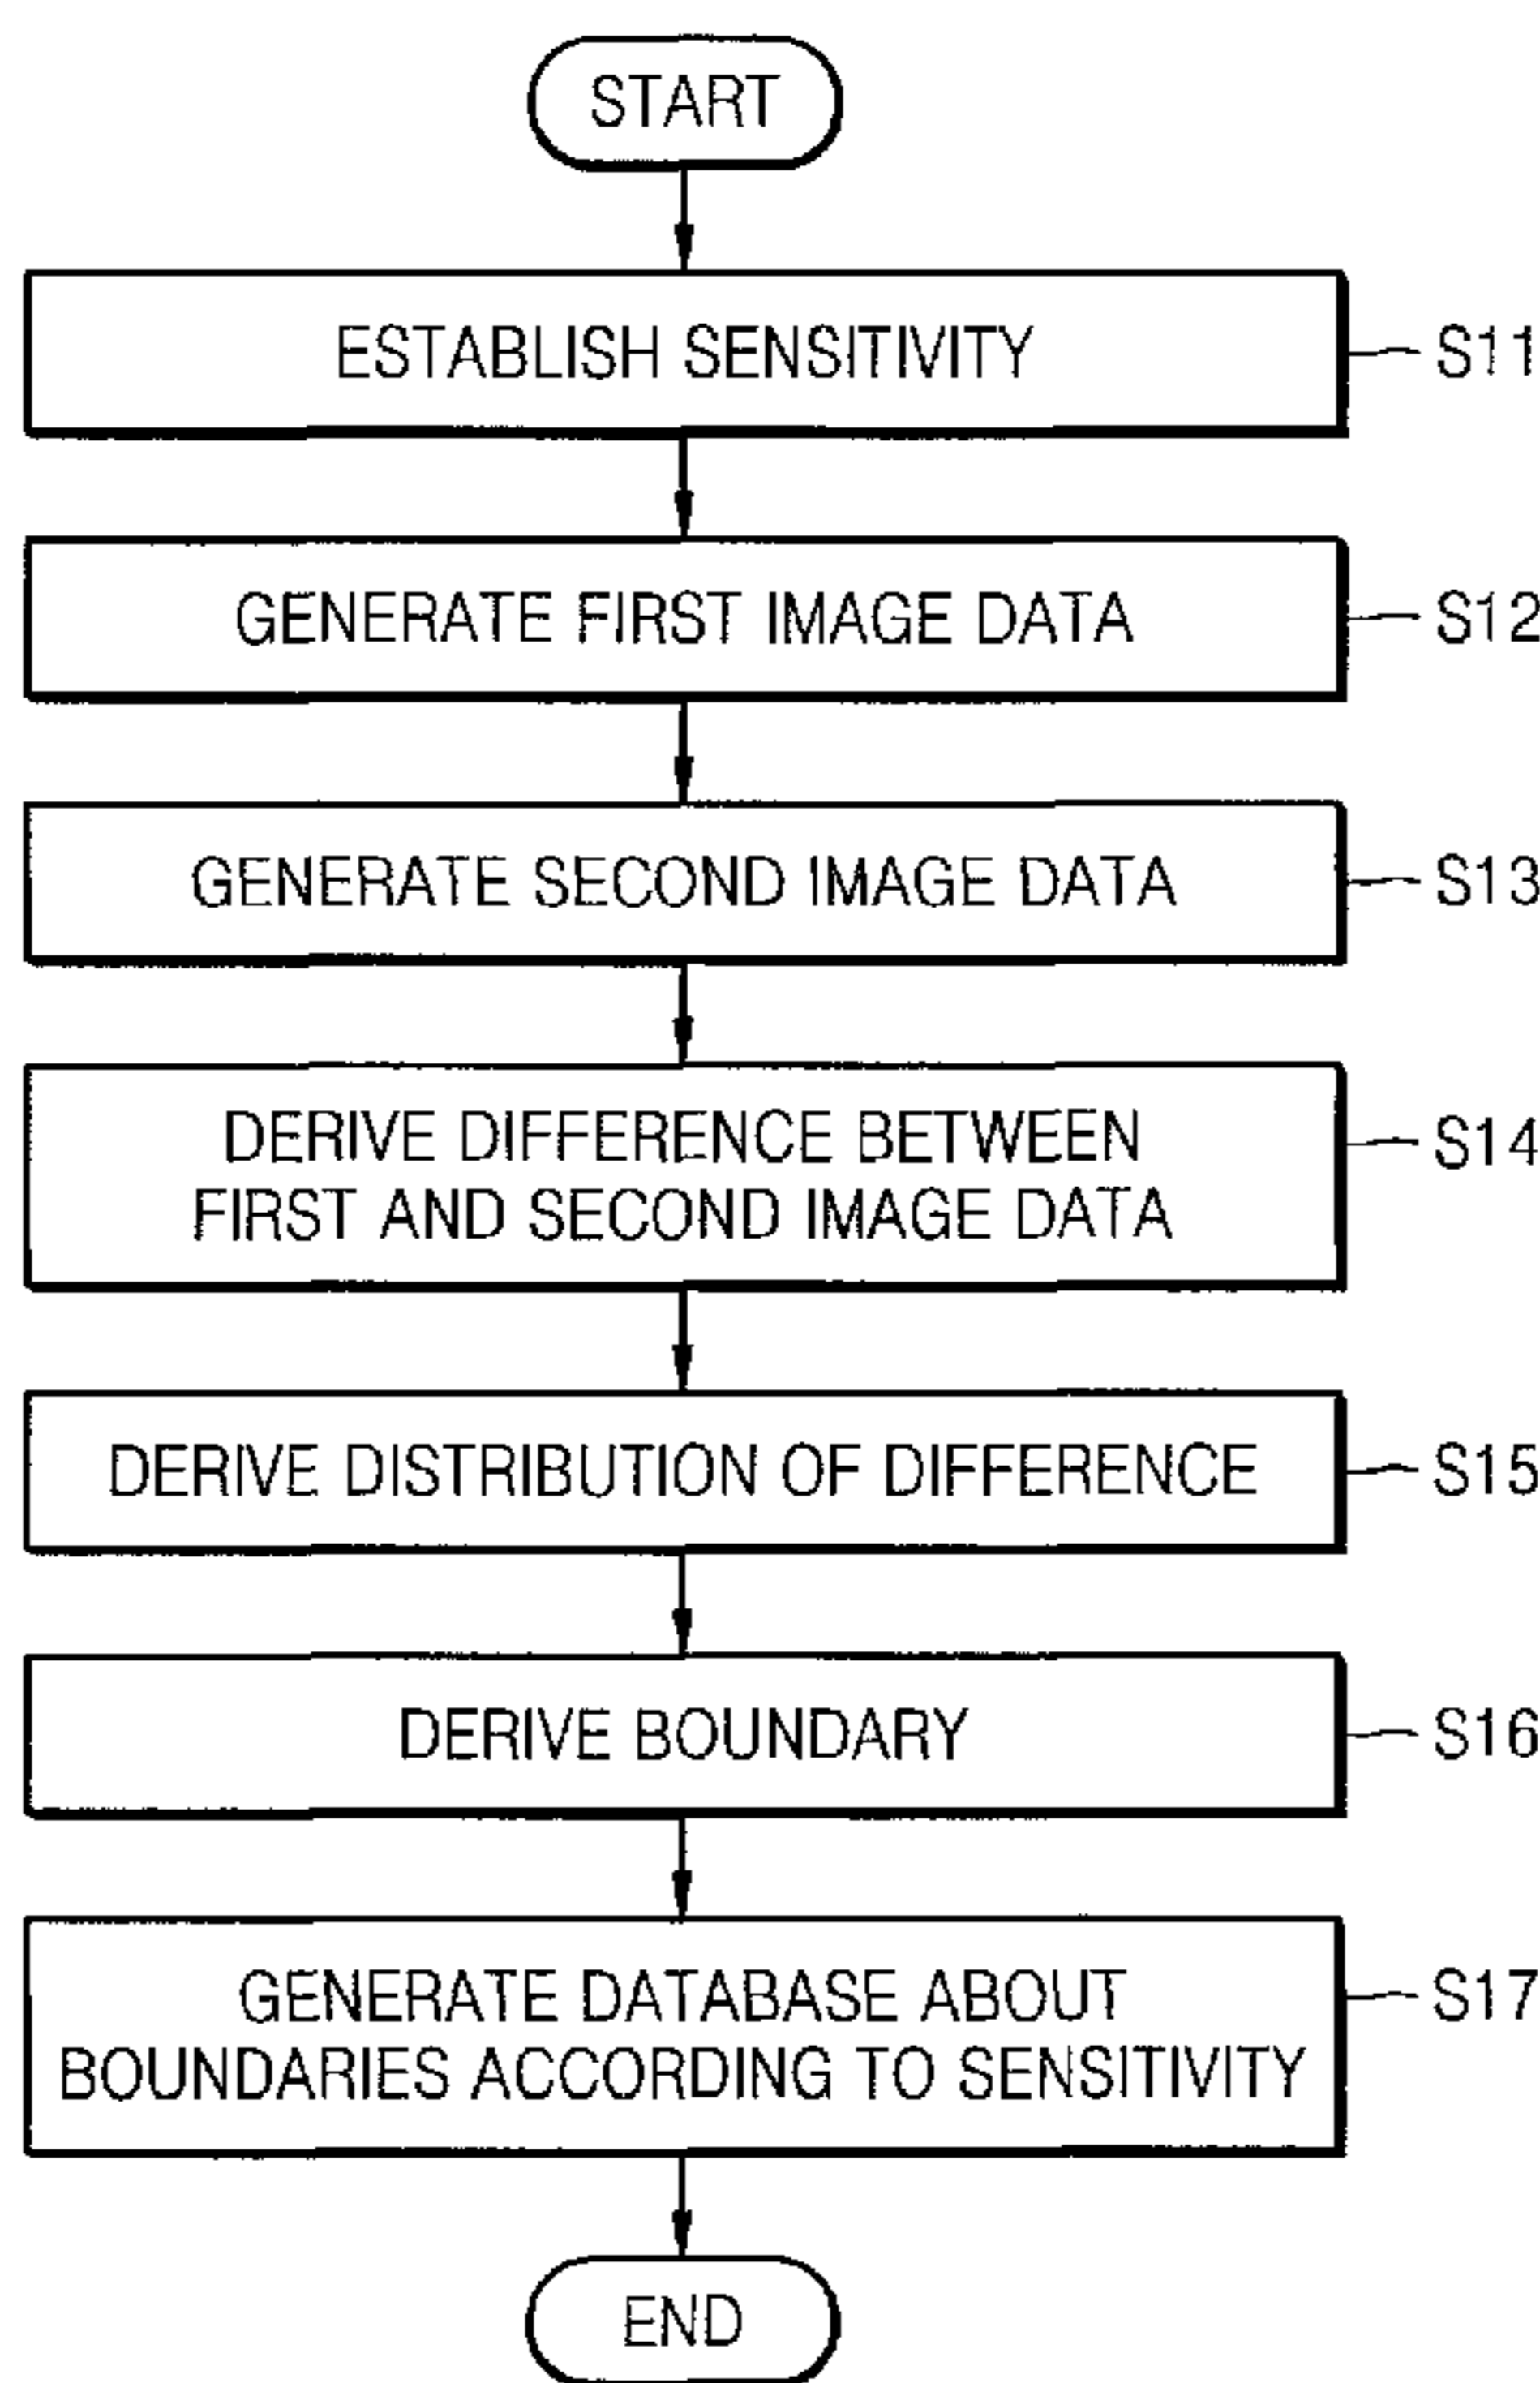 START
ESTABLISH SENSITIVITY
S11
GENERATE FIRST IMAGE DATA
S12
GENERATE SECOND IMAGE DATA
S13
DERIVE DIFFERENCE BETWEEN
FIRST AND SECOND IMAGE DATA
S14
DERIVE DISTRIBUTION OF DIFFERENCE
S15
DERIVE BOUNDARY
S16
GENERATE DATABASE ABOUT
BOUNDARIES ACCORDING TO SENSITIVITY
S17
END